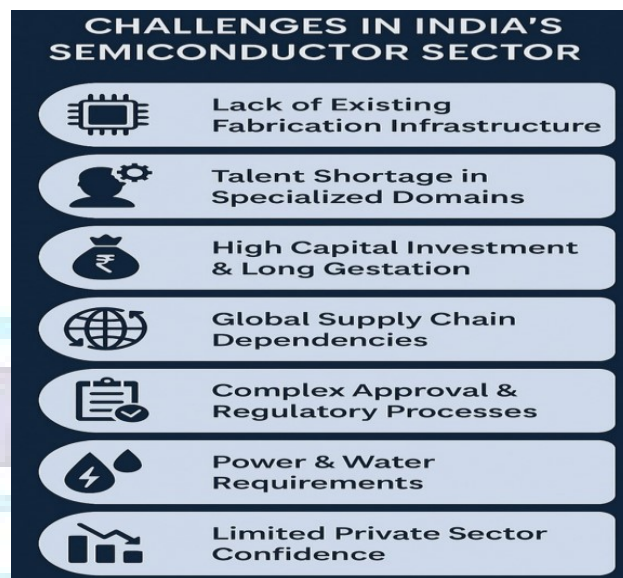 CHALLENGES IN INDIA'S
SEMICONDUCTOR SECTOR
Lack of Existing
Fabrication Infrastructure
Talent Shortage in
Specialized Domains
₹
High Capital Investment
& Long Gestation
Global Supply Chain
Dependencies
Complex Approval &
Regulatory Processes
Power & Water
Requirements
Limited Private Sector
Confidence